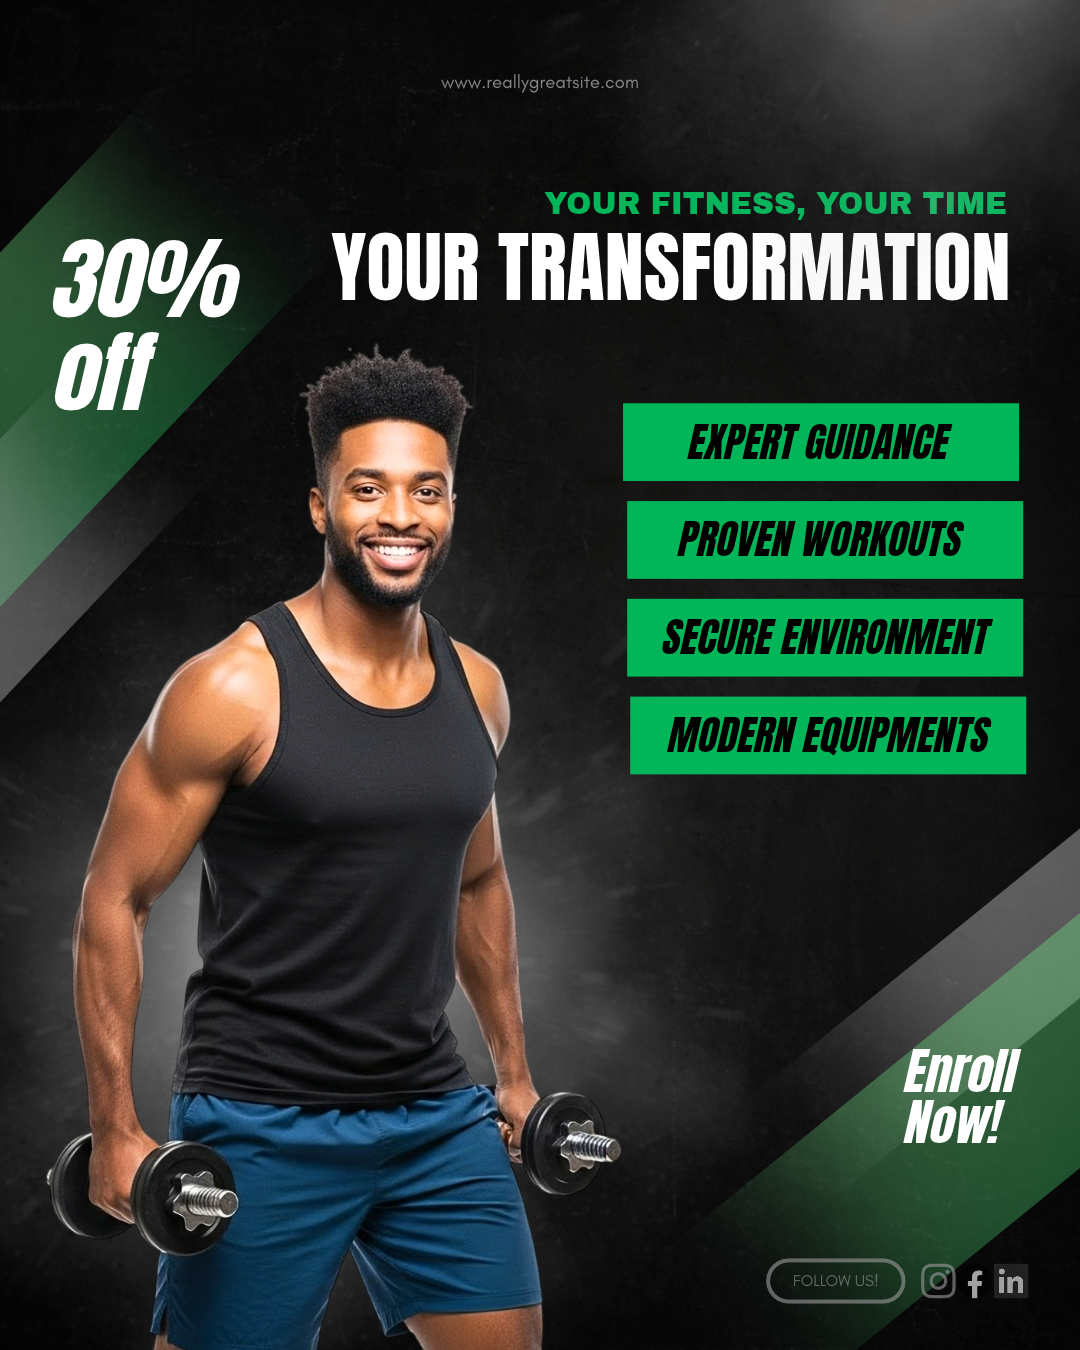 www.reallygreatsite.com
YOUR FITNESS, YOUR TIME
YOUR TRANSFORMATION
30%
off
EXPERT GUIDANCE
PROVEN WORKOUTS
SECURE ENVIRONMENT
MODERN EQUIPMENTS
Enroll
Now!
FOLLOW US!